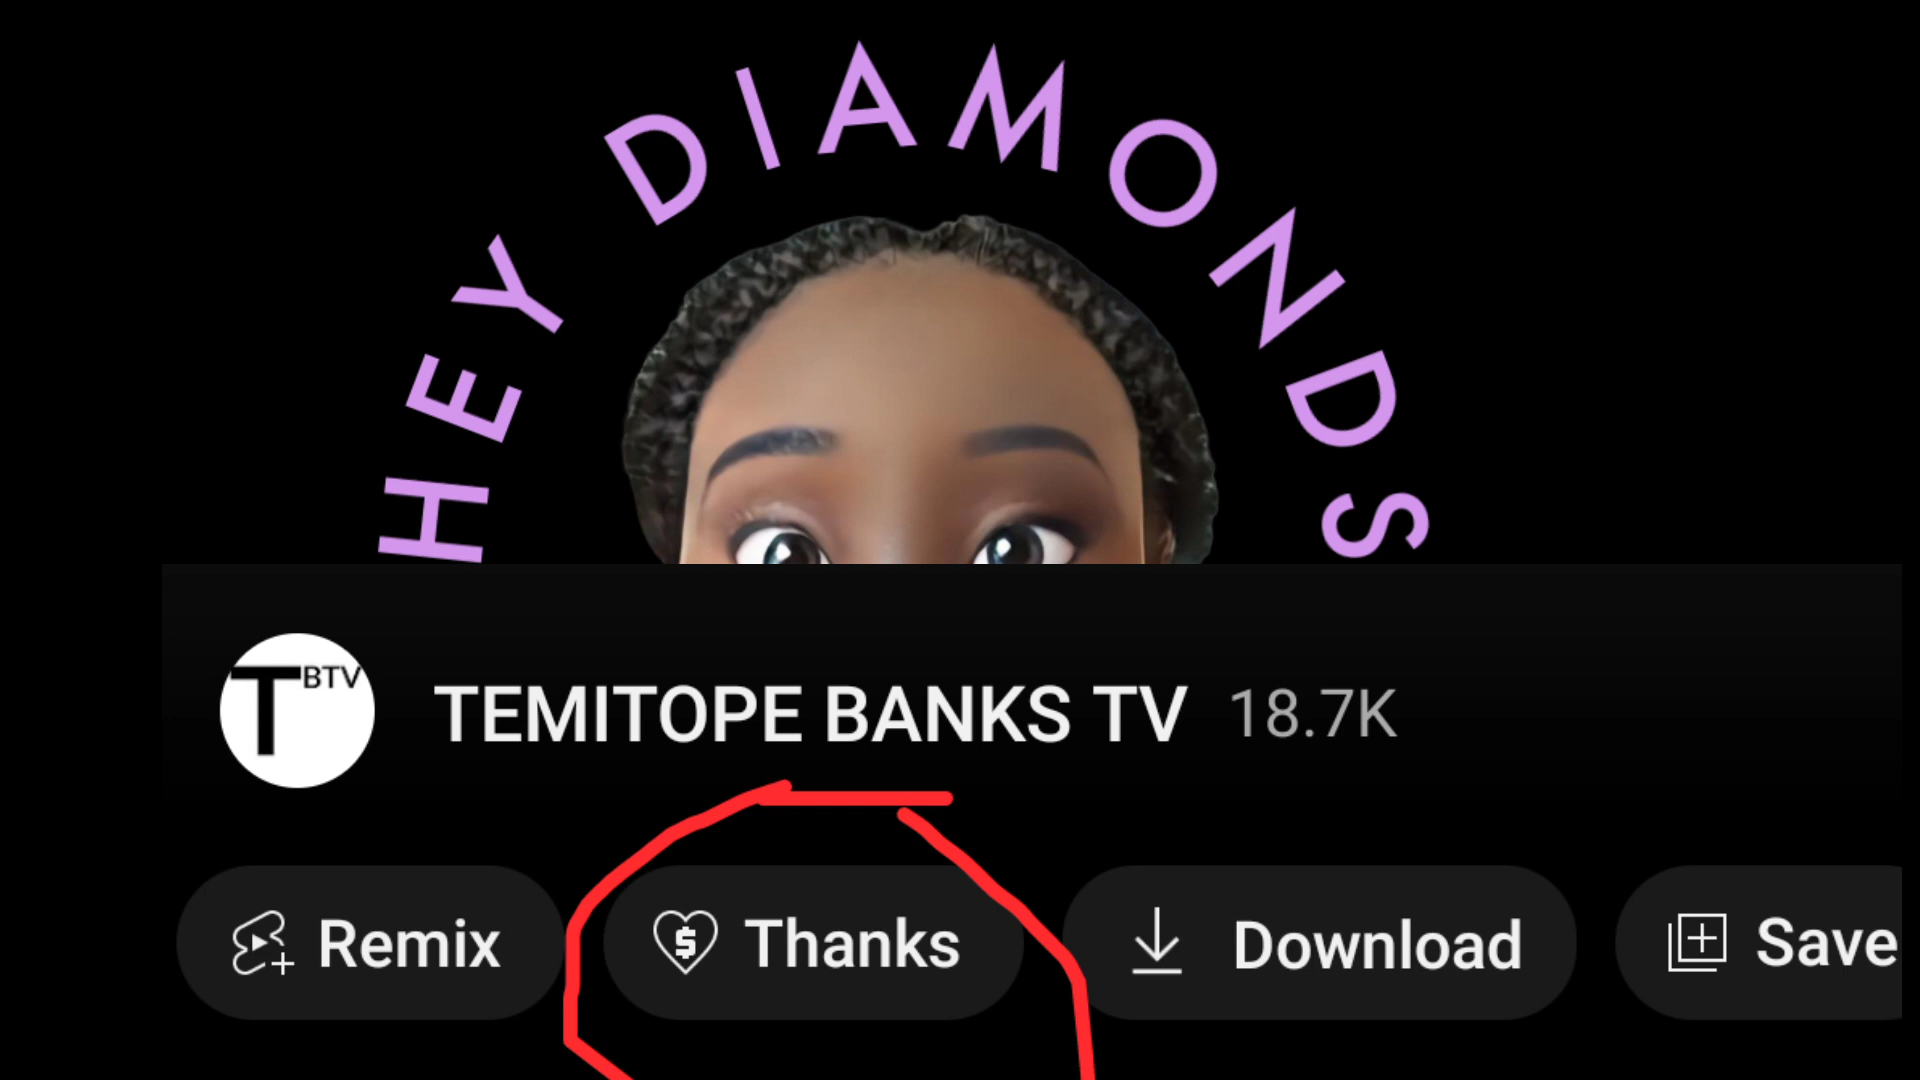 HEY DIAMONDS
TBTV
TEMITOPE BANKS TV 18.7K
Remix
$ Thanks
Download
Save